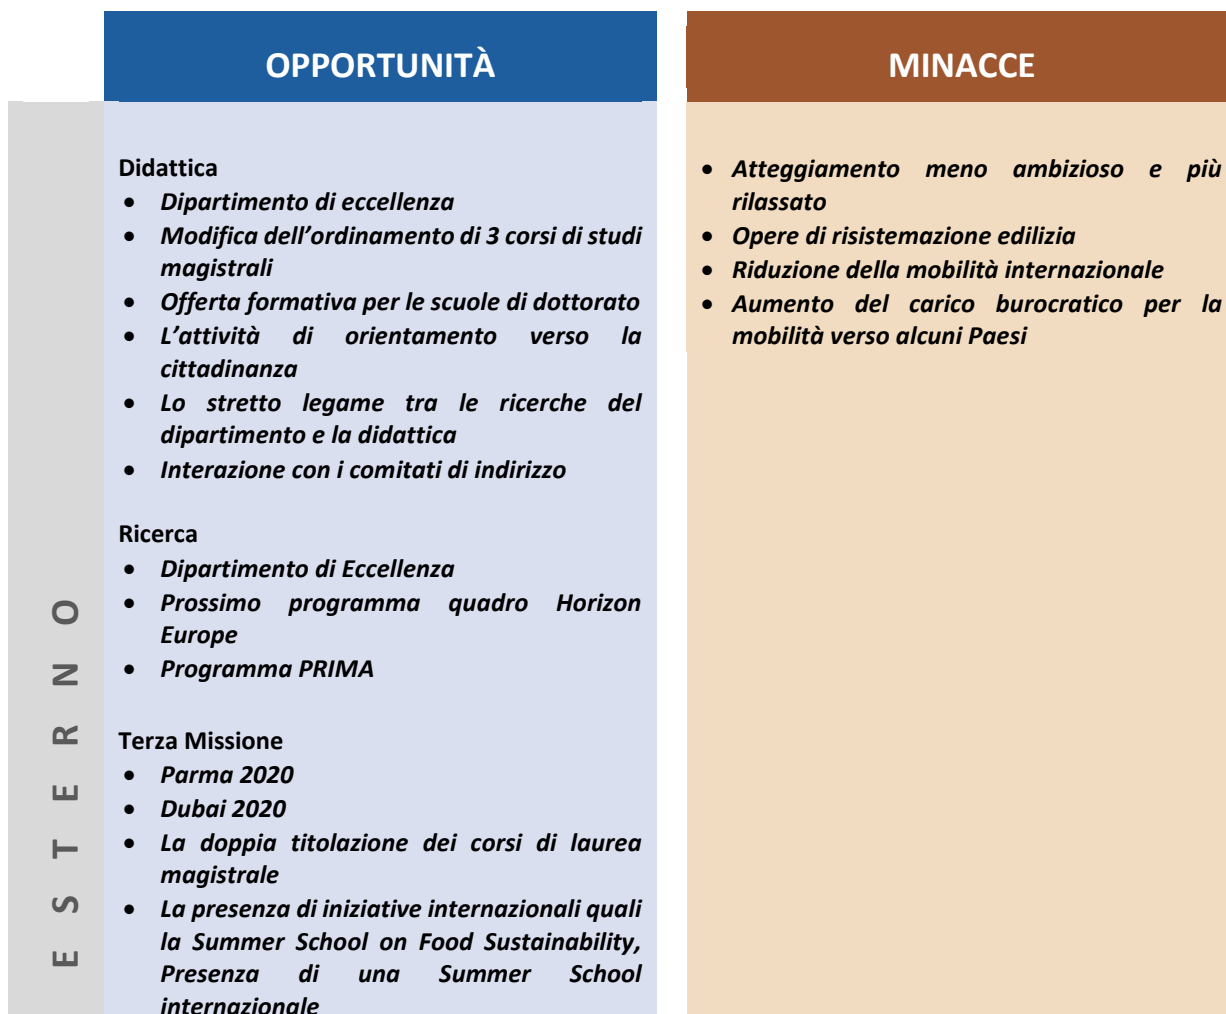 OPPORTUNITÀ
MINACCE
ESTERNO
Didattica
• Dipartimento di eccellenza
• Modifica dell’ordinamento di 3 corsi di studi
magistrali
• Offerta formativa per le scuole di dottorato
• L’attività di orientamento verso la
cittadinanza
• Lo stretto legame tra le ricerche del
dipartimento e la didattica
• Interazione con i comitati di indirizzo
Ricerca
• Dipartimento di Eccellenza
• Prossimo programma quadro Horizon
Europe
• Programma PRIMA
Terza Missione
• Parma 2020
• Dubai 2020
• La doppia titolazione dei corsi di laurea
magistrale
• La presenza di iniziative internazionali quali
la Summer School on Food Sustainability,
Presenza di una Summer School
internazionale
• Atteggiamento meno ambizioso e più
rilassato
• Opere di risistemazione edilizia
• Riduzione della mobilità internazionale
• Aumento del carico burocratico per la
mobilità verso alcuni Paesi